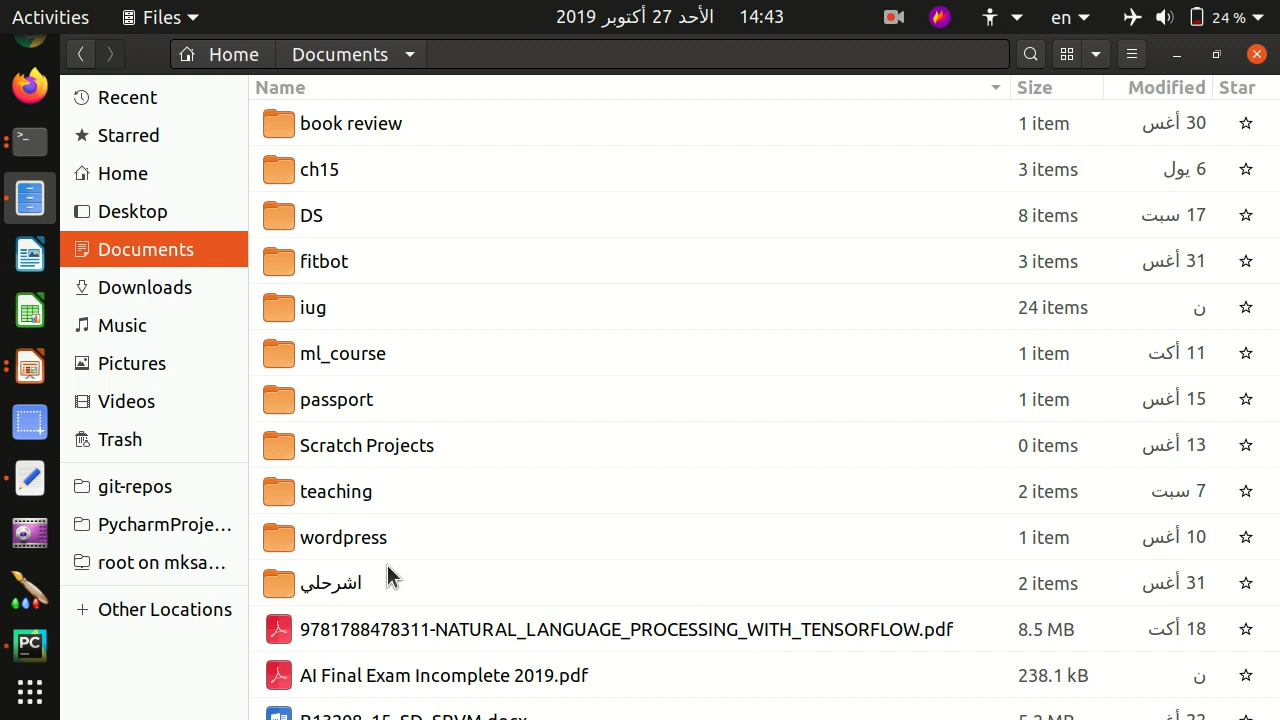 Activities Files الأحد 27 أكتوبر 2019 14:43 en 24 %
Home Documents
Name Size Modified Star
Recent
Starred
Home
Desktop
Documents
Downloads
Music
Pictures
Videos
Trash
git-repos
PycharmProje...
root on mksa...
+ Other Locations
book review 1 item 30 أغس
ch15 3 items 6 يول
DS 8 items 17 سبت
fitbot 3 items 31 أغس
iug 24 items ن
ml_course 1 item 11 أكت
passport 1 item 15 أغس
Scratch Projects 0 items 13 أغس
teaching 2 items 7 سبت
wordpress 1 item 10 أغس
اشرحلي 2 items 31 أغس
9781788478311-NATURAL_LANGUAGE_PROCESSING_WITH_TENSORFLOW.pdf 8.5 MB 18 أكت
AI Final Exam Incomplete 2019.pdf 238.1 kB ن
PC